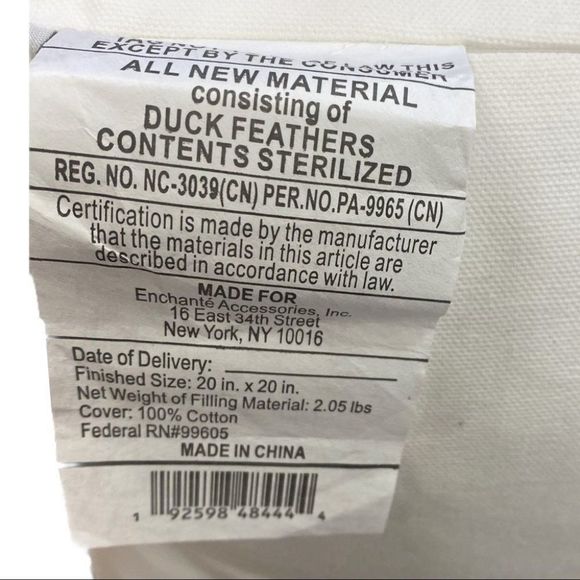 EXCEPT BY THE CONSUMER
ALL NEW MATERIAL
consisting of
DUCK FEATHERS
CONTENTS STERILIZED
REG. NO. NC-3039(CN) PER.NO.PA-9965 (CN)
Certification is made by the manufacturer
that the materials in this article are
described in accordance with law.
MADE FOR
Enchanté Accessories, Inc.
16 East 34th Street
New York, NY 10016
Date of Delivery:
Finished Size: 20 in. x 20 in.
Net Weight of Filling Material: 2.05 lbs
Cover: 100% Cotton
Federal RN#99605
MADE IN CHINA
1 92598 48444 4